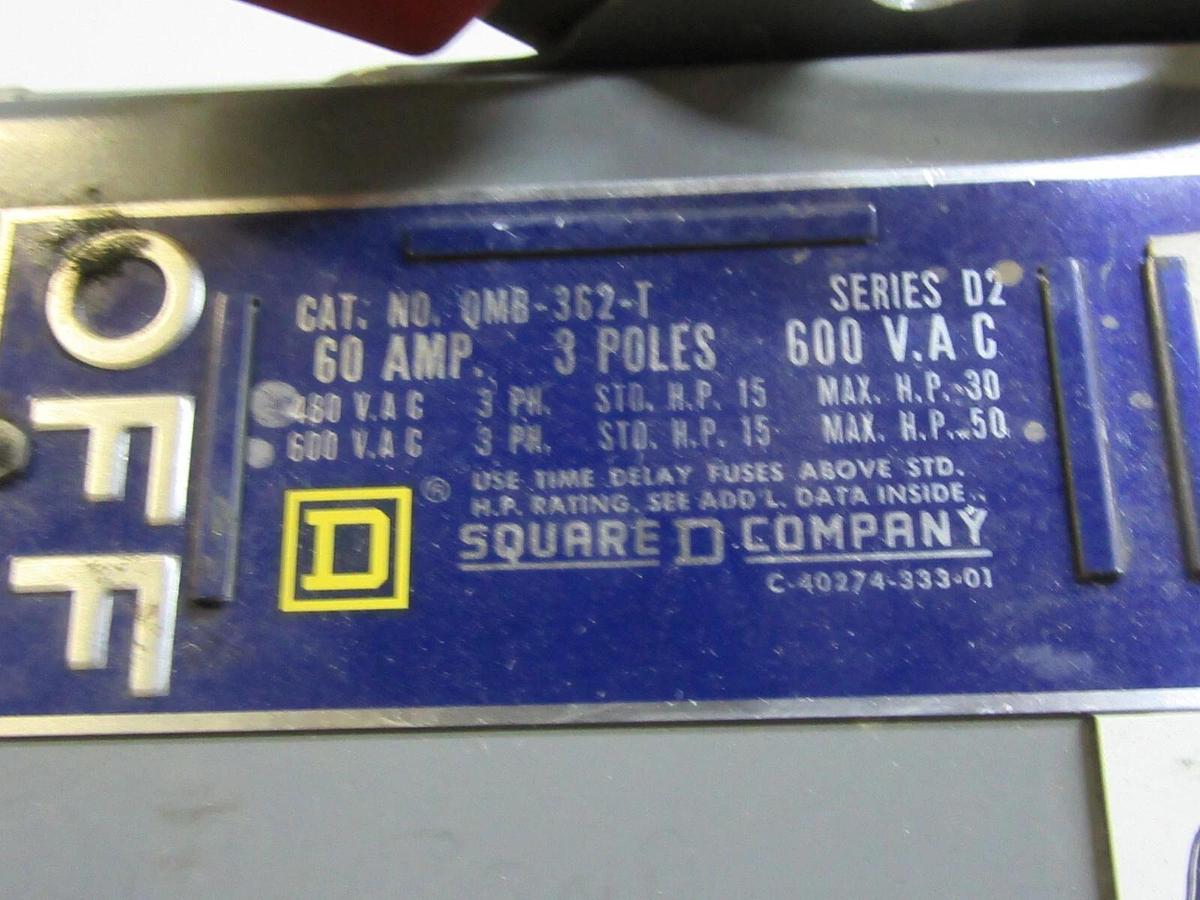 OFF
CAT. NO. QMB-362-T SERIES D2
60 AMP. 3 POLES 600 V.A C
480 V.A C 3 PH. STD. H.P. 15 MAX. H.P. 30
600 V.A C 3 PH. STD. H.P. 15 MAX. H.P. 50
USE TIME DELAY FUSES ABOVE STD.
H.P. RATING. SEE ADD'L. DATA INSIDE.
D ®
SQUARE D COMPANY
C-40274-333-01